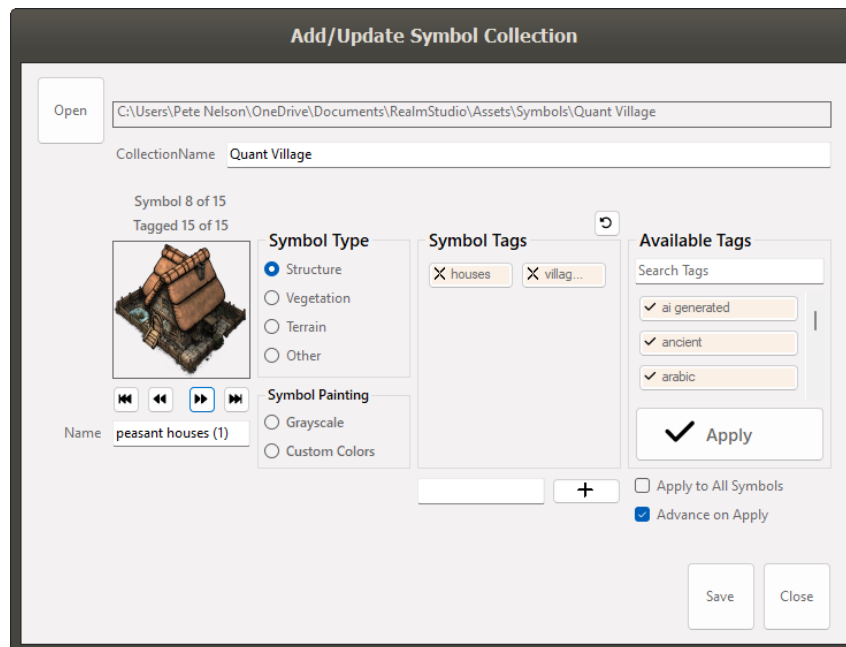 Add/Update Symbol Collection
Open
C:\Users\Pete Nelson\OneDrive\Documents\RealmStudio\Assets\Symbols\Quant Village
CollectionName Quant Village
Symbol 8 of 15
Tagged 15 of 15
Symbol Type
Structure
Vegetation
Terrain
Other
Symbol Painting
Grayscale
Custom Colors
Name peasant houses (1)
Symbol Tags
houses villag...
Available Tags
Search Tags
ai generated
ancient
arabic
Apply
Apply to All Symbols
Advance on Apply
Save Close